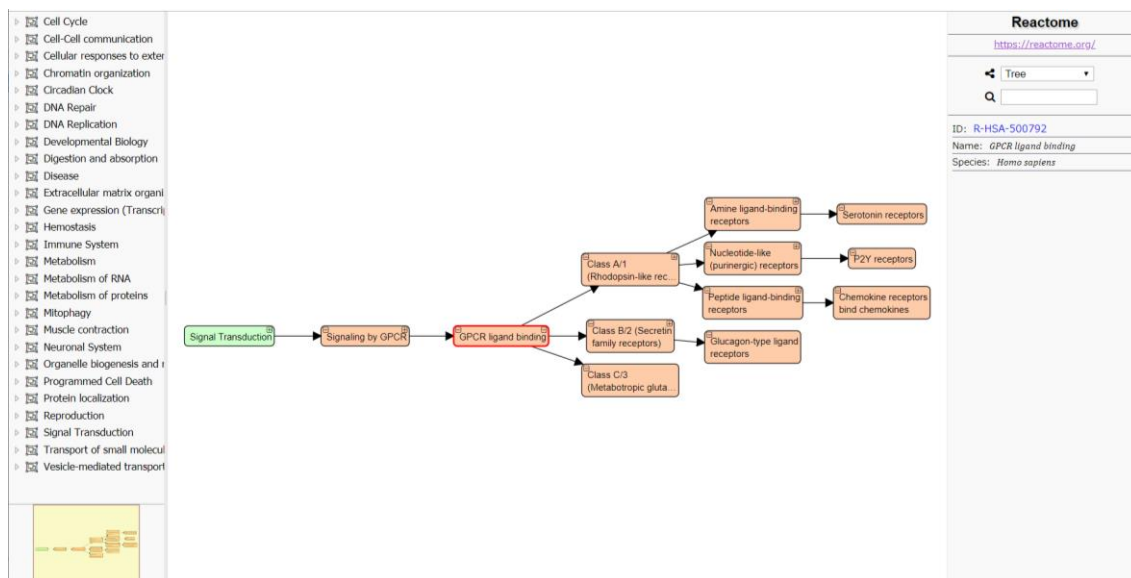 Cell Cycle
Cell-Cell communication
Cellular responses to exter
Chromatin organization
Circadian Clock
DNA Repair
DNA Replication
Developmental Biology
Digestion and absorption
Disease
Extracellular matrix organi
Gene expression (Transcri
Hemostasis
Immune System
Metabolism
Metabolism of RNA
Metabolism of proteins
Mitophagy
Muscle contraction
Neuronal System
Organelle biogenesis and r
Programmed Cell Death
Protein localization
Reproduction
Signal Transduction
Transport of small molecul
Vesicle-mediated transport
Signal Transduction
Signaling by GPCR
GPCR ligand binding
Class A/1
(Rhodopsin-like rec...
Class B/2 (Secretin
family receptors)
Class C/3
(Metabotropic gluta...
Amine ligand-binding
receptors
Nucleotide-like
(purinergic) receptors
Peptide ligand-binding
receptors
Glucagon-type ligand
receptors
Serotonin receptors
P2Y receptors
Chemokine receptors
bind chemokines
Reactome
https://reactome.org/
Tree
ID: R-HSA-500792
Name: GPCR ligand binding
Species: Homo sapiens